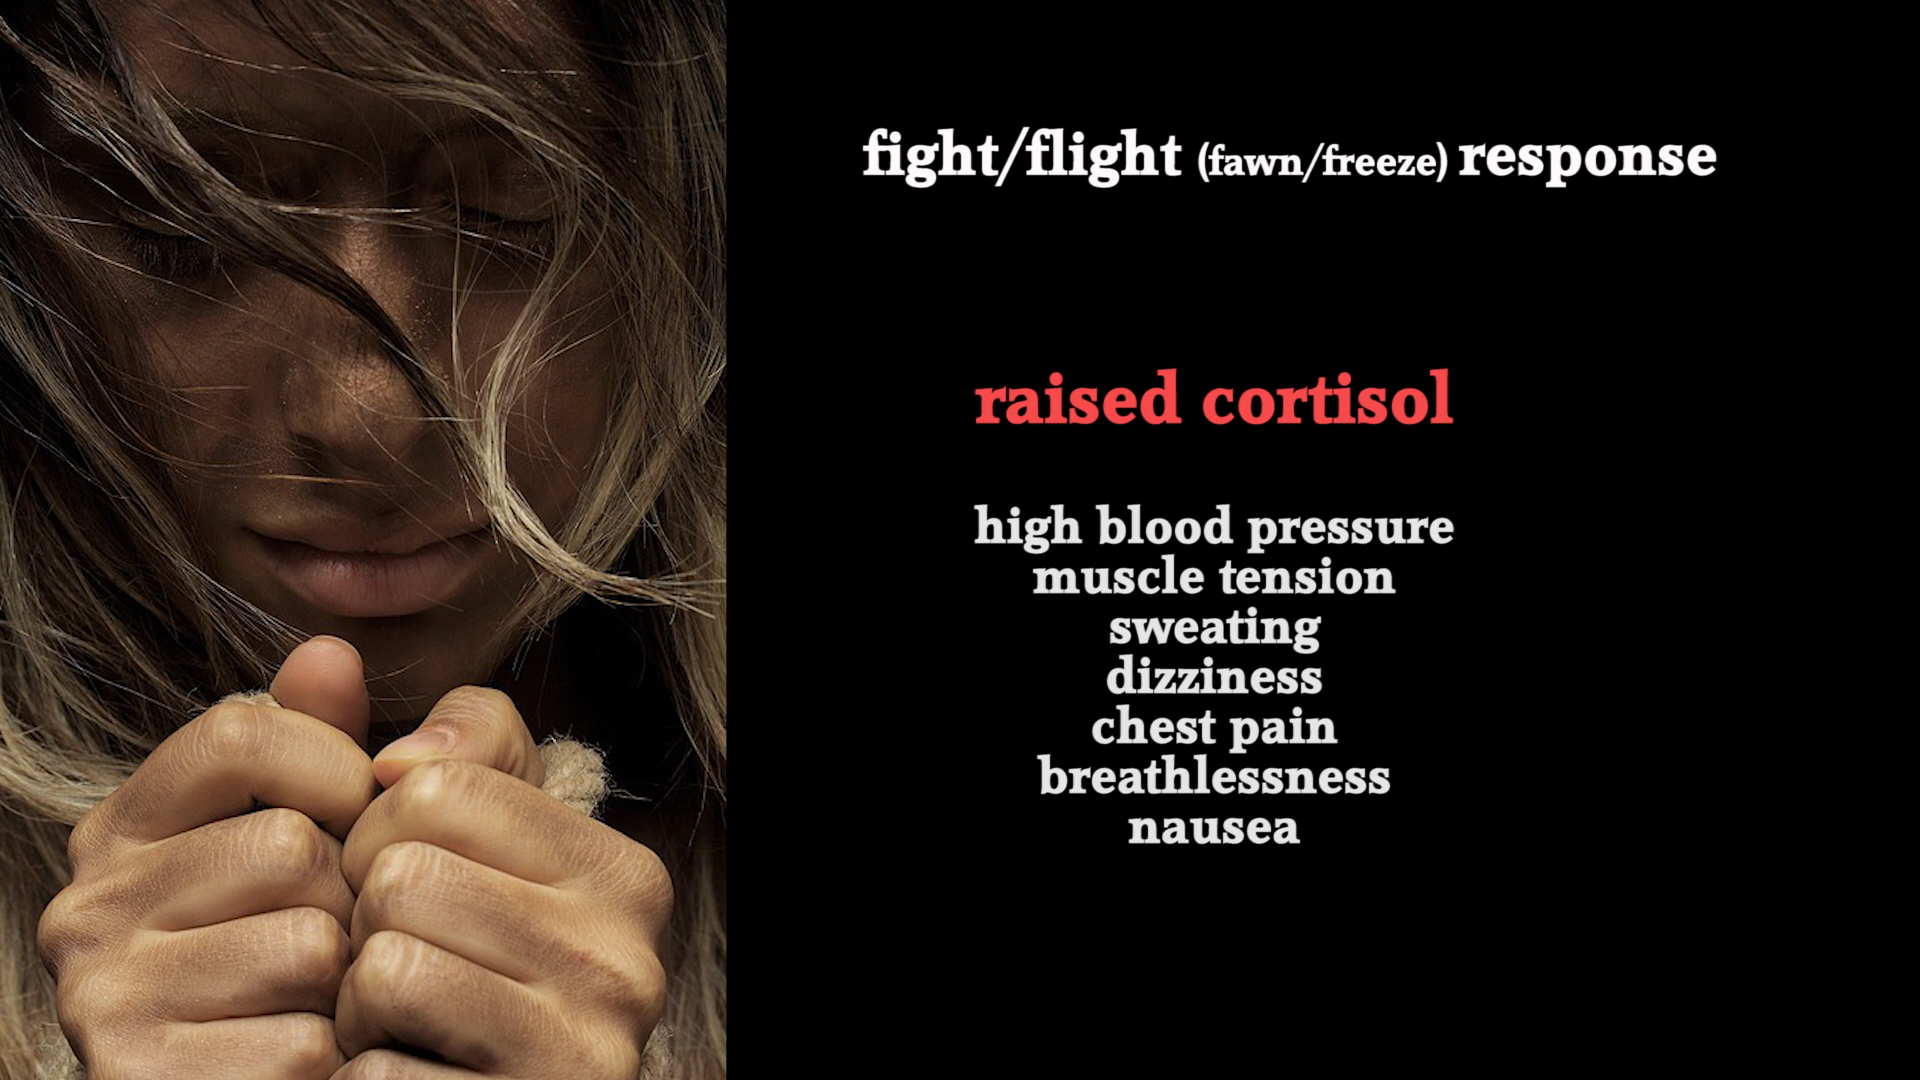 fight/flight (fawn/freeze) response
raised cortisol
high blood pressure
muscle tension
sweating
dizziness
chest pain
breathlessness
nausea